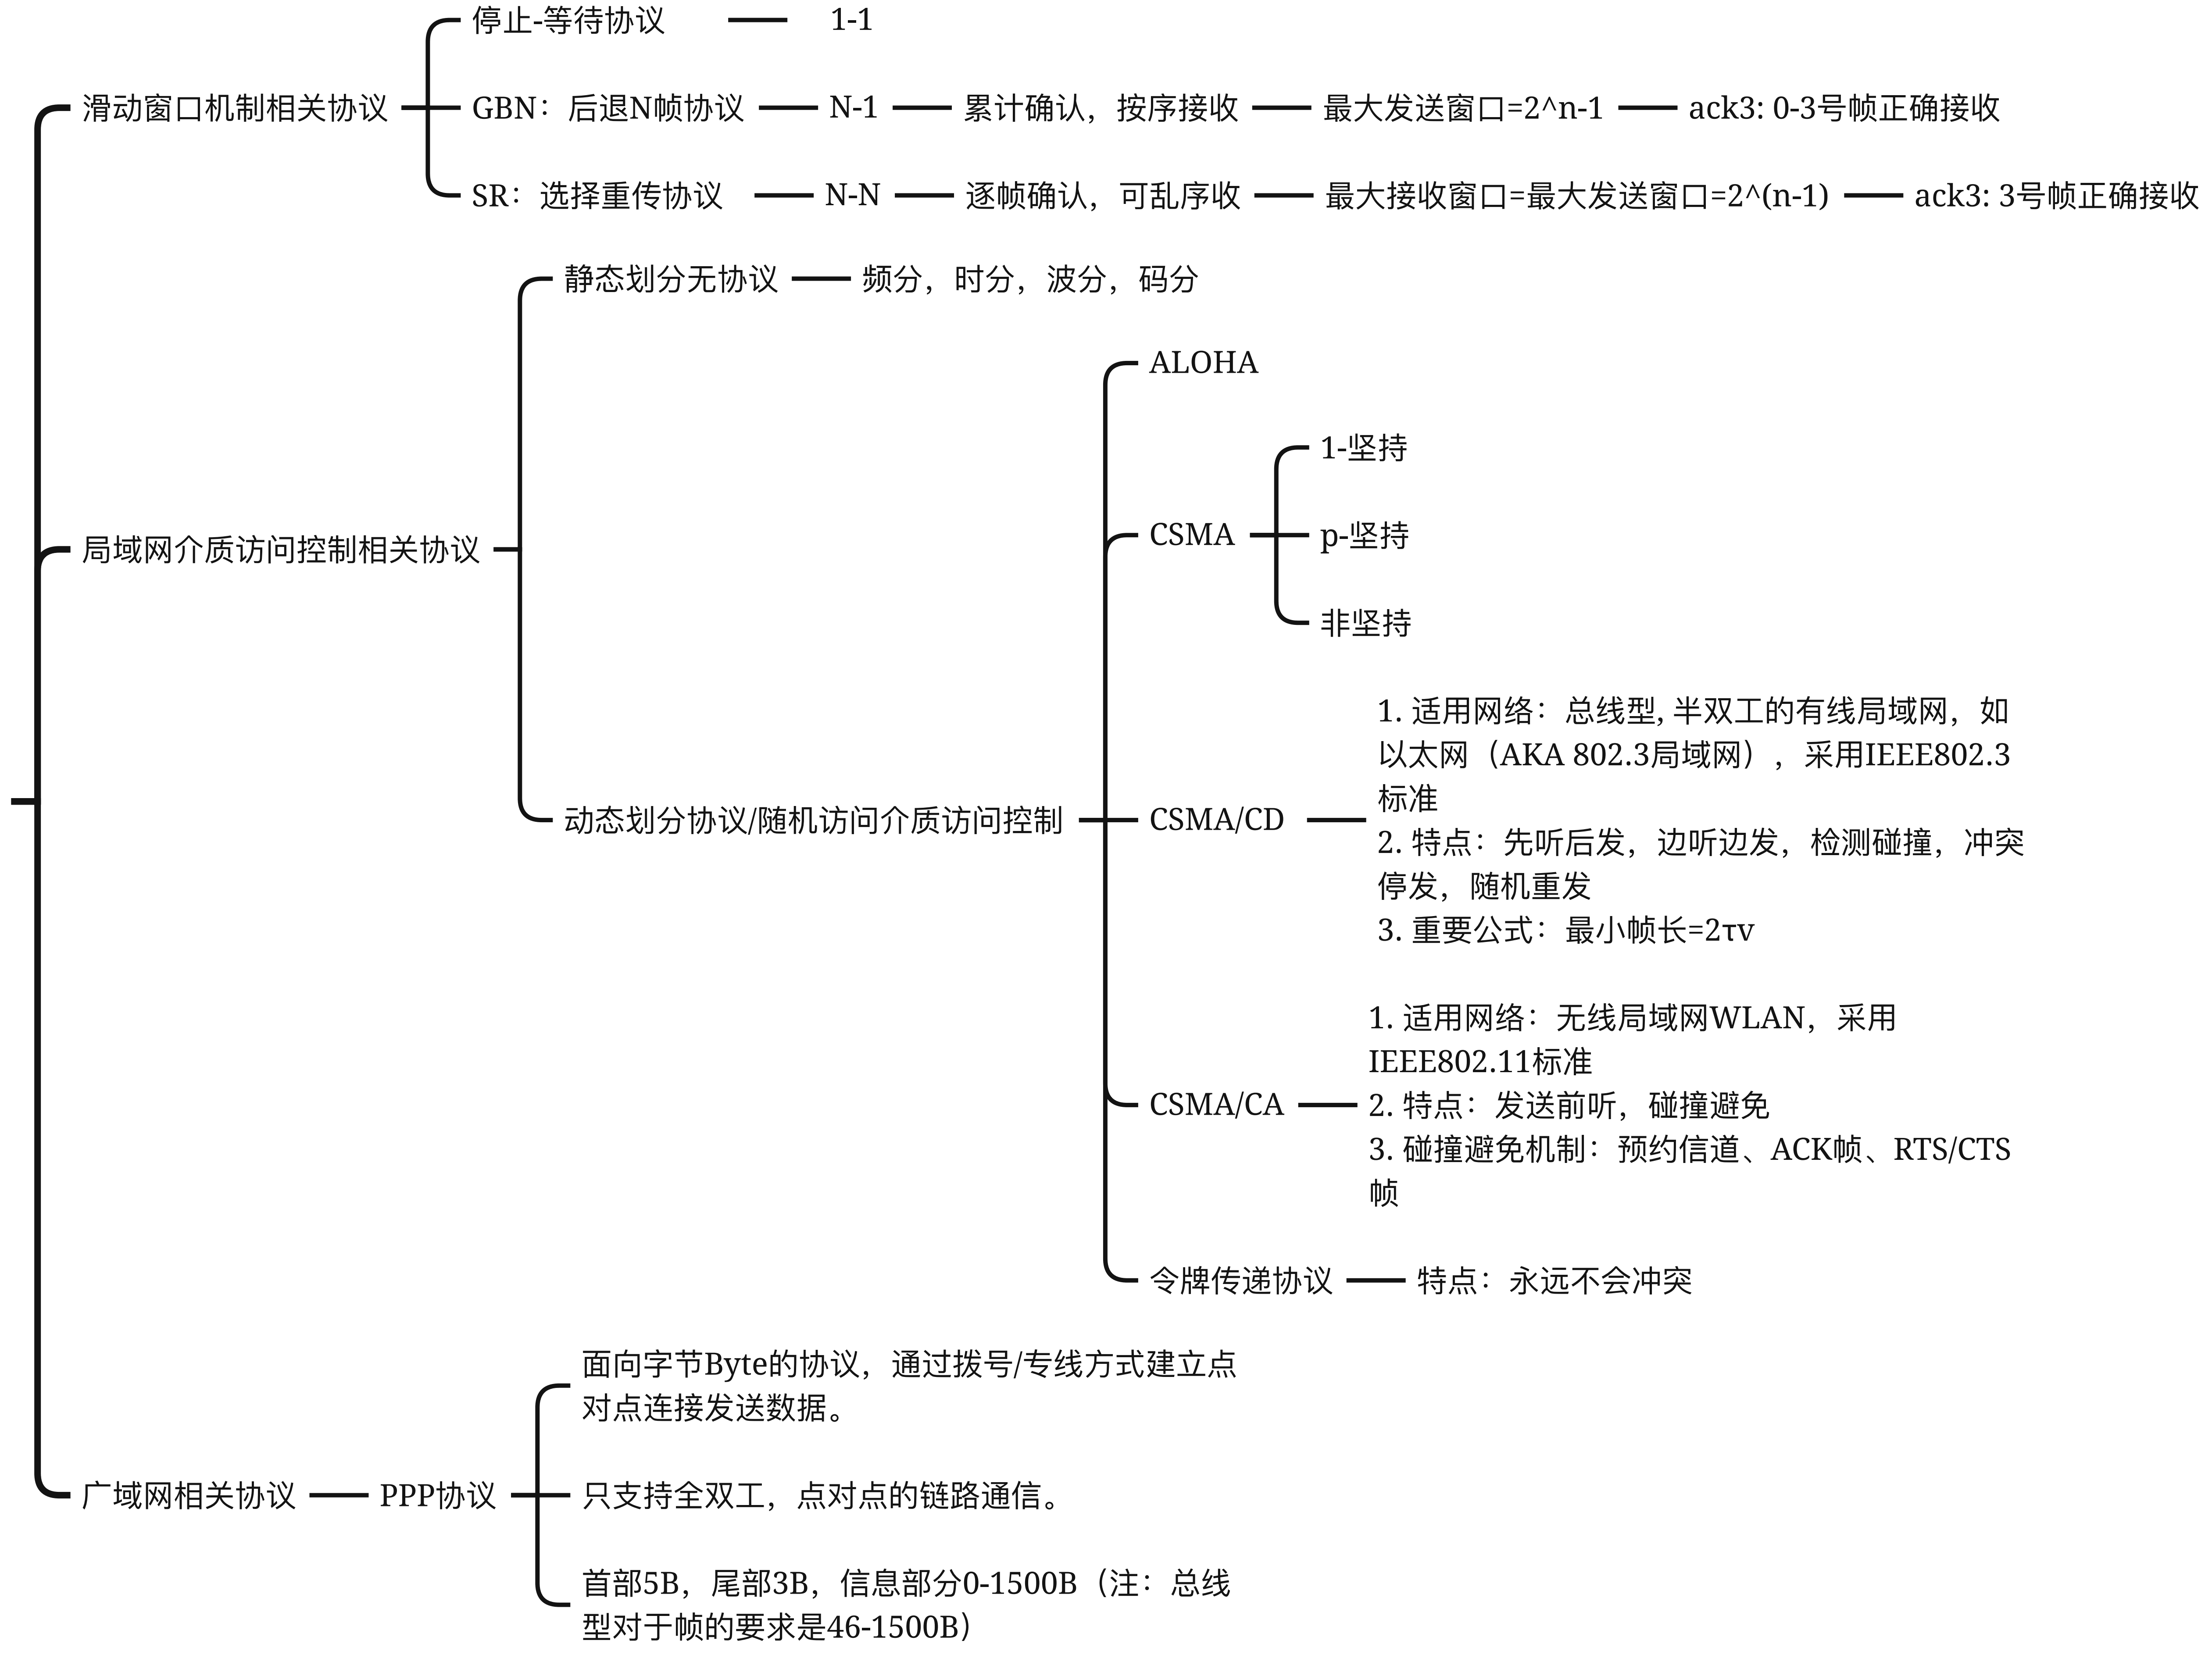 停止-等待协议 1-1
滑动窗口机制相关协议
GBN：后退N帧协议 N-1 累计确认，按序接收 最大发送窗口=2^n-1 ack3: 0-3号帧正确接收
SR：选择重传协议 N-N 逐帧确认，可乱序收 最大接收窗口=最大发送窗口=2^(n-1) ack3: 3号帧正确接收
局域网介质访问控制相关协议
静态划分无协议 频分，时分，波分，码分
动态划分协议/随机访问介质访问控制
ALOHA
CSMA
1-坚持
p-坚持
非坚持
CSMA/CD
1. 适用网络：总线型, 半双工的有线局域网，如
以太网（AKA 802.3局域网），采用IEEE802.3
标准
2. 特点：先听后发，边听边发，检测碰撞，冲突
停发，随机重发
3. 重要公式：最小帧长=2τv
CSMA/CA
1. 适用网络：无线局域网WLAN，采用
IEEE802.11标准
2. 特点：发送前听，碰撞避免
3. 碰撞避免机制：预约信道、ACK帧、RTS/CTS
帧
令牌传递协议 特点：永远不会冲突
广域网相关协议 PPP协议
面向字节Byte的协议，通过拨号/专线方式建立点
对点连接发送数据。
只支持全双工，点对点的链路通信。
首部5B，尾部3B，信息部分0-1500B（注：总线
型对于帧的要求是46-1500B）